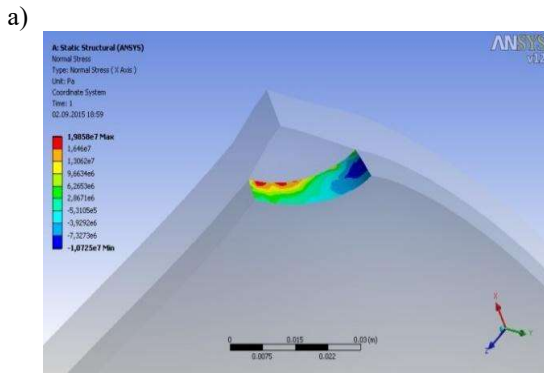 a)
A: Static Structural (ANSYS)
Normal Stress
Type: Normal Stress ( X Axis )
Unit: Pa
Coordinate System
Time: 1
02.09.2015 18:59
1,9858e7 Max
1,646e7
1,3062e7
9,6634e6
6,2653e6
2,8671e6
-5,3105e5
-3,9292e6
-7,3273e6
-1,0725e7 Min
ANSYS
v12
0 0.015 0.03 (m)
0.0075 0.022
X
Y
Z